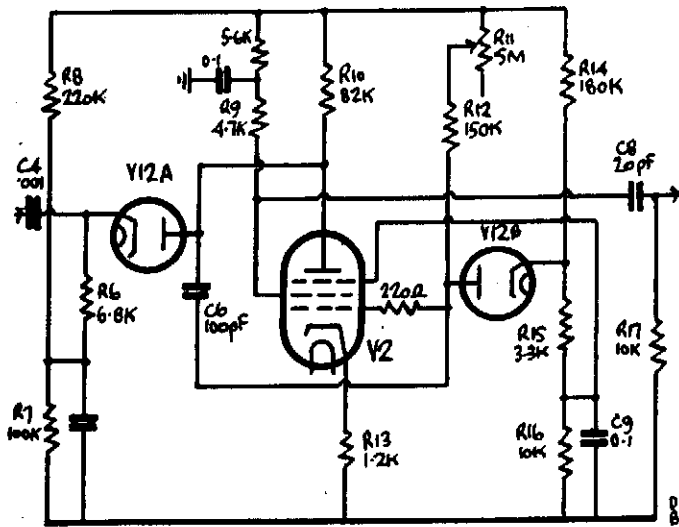 5.6K
R11
5M
R8
220K
0.1
R10
82K
R14
180K
R9
4.7K
R12
150K
C4
.001
V12A
C8
20pf
V12B
R6
6.8K
C6
100pF
220Ω
R15
3.3K
R17
10K
V2
R7
100K
R13
1.2K
R16
10K
C9
0.1
D
B